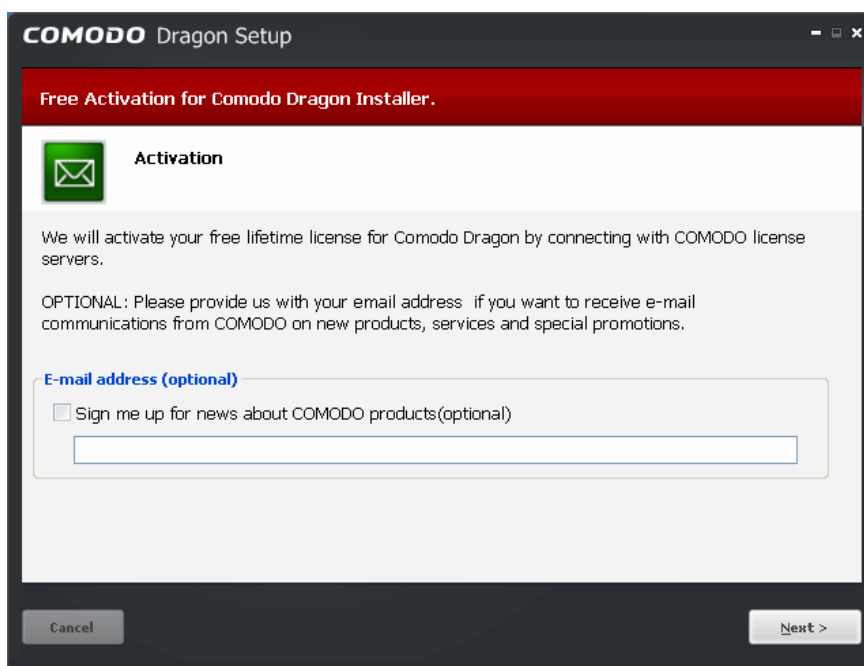 COMODO Dragon Setup
Free Activation for Comodo Dragon Installer.
Activation
We will activate your free lifetime license for Comodo Dragon by connecting with COMODO license
servers.
OPTIONAL: Please provide us with your email address  if you want to receive e-mail
communications from COMODO on new products, services and special promotions.
E-mail address (optional)
Sign me up for news about COMODO products(optional)
Cancel
Next >